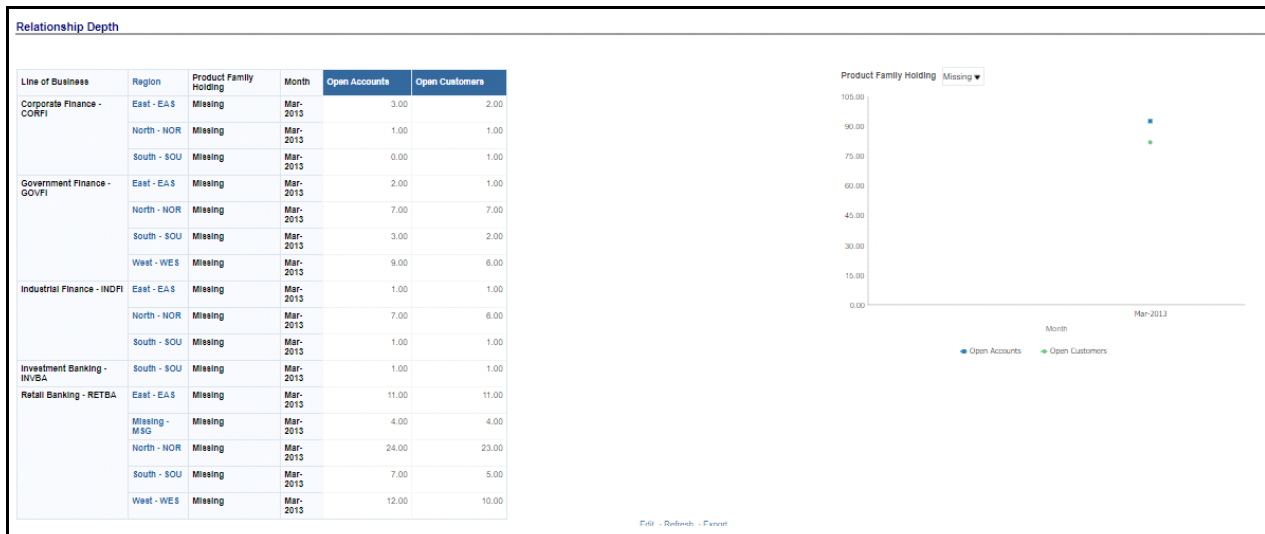 Relationship Depth
Line of Business Region Product Family Holding Month Open Accounts Open Customers
Corporate Finance - CORFI East - EAS Missing Mar-2013 3.00 2.00
North - NOR Missing Mar-2013 1.00 1.00
South - SOU Missing Mar-2013 0.00 1.00
Government Finance - GOVFI East - EAS Missing Mar-2013 2.00 1.00
North - NOR Missing Mar-2013 7.00 7.00
South - SOU Missing Mar-2013 3.00 2.00
West - WES Missing Mar-2013 9.00 6.00
Industrial Finance - INDFI East - EAS Missing Mar-2013 1.00 1.00
North - NOR Missing Mar-2013 7.00 6.00
South - SOU Missing Mar-2013 1.00 1.00
Investment Banking - INVBA South - SOU Missing Mar-2013 1.00 1.00
Retail Banking - RETBA East - EAS Missing Mar-2013 11.00 11.00
Missing - MSG Missing Mar-2013 4.00 4.00
North - NOR Missing Mar-2013 24.00 23.00
South - SOU Missing Mar-2013 7.00 5.00
West - WES Missing Mar-2013 12.00 10.00
Product Family Holding Missing
105.00
90.00
75.00
60.00
45.00
30.00
15.00
0.00
Mar-2013
Month
Open Accounts Open Customers
Edit - Refresh - Export